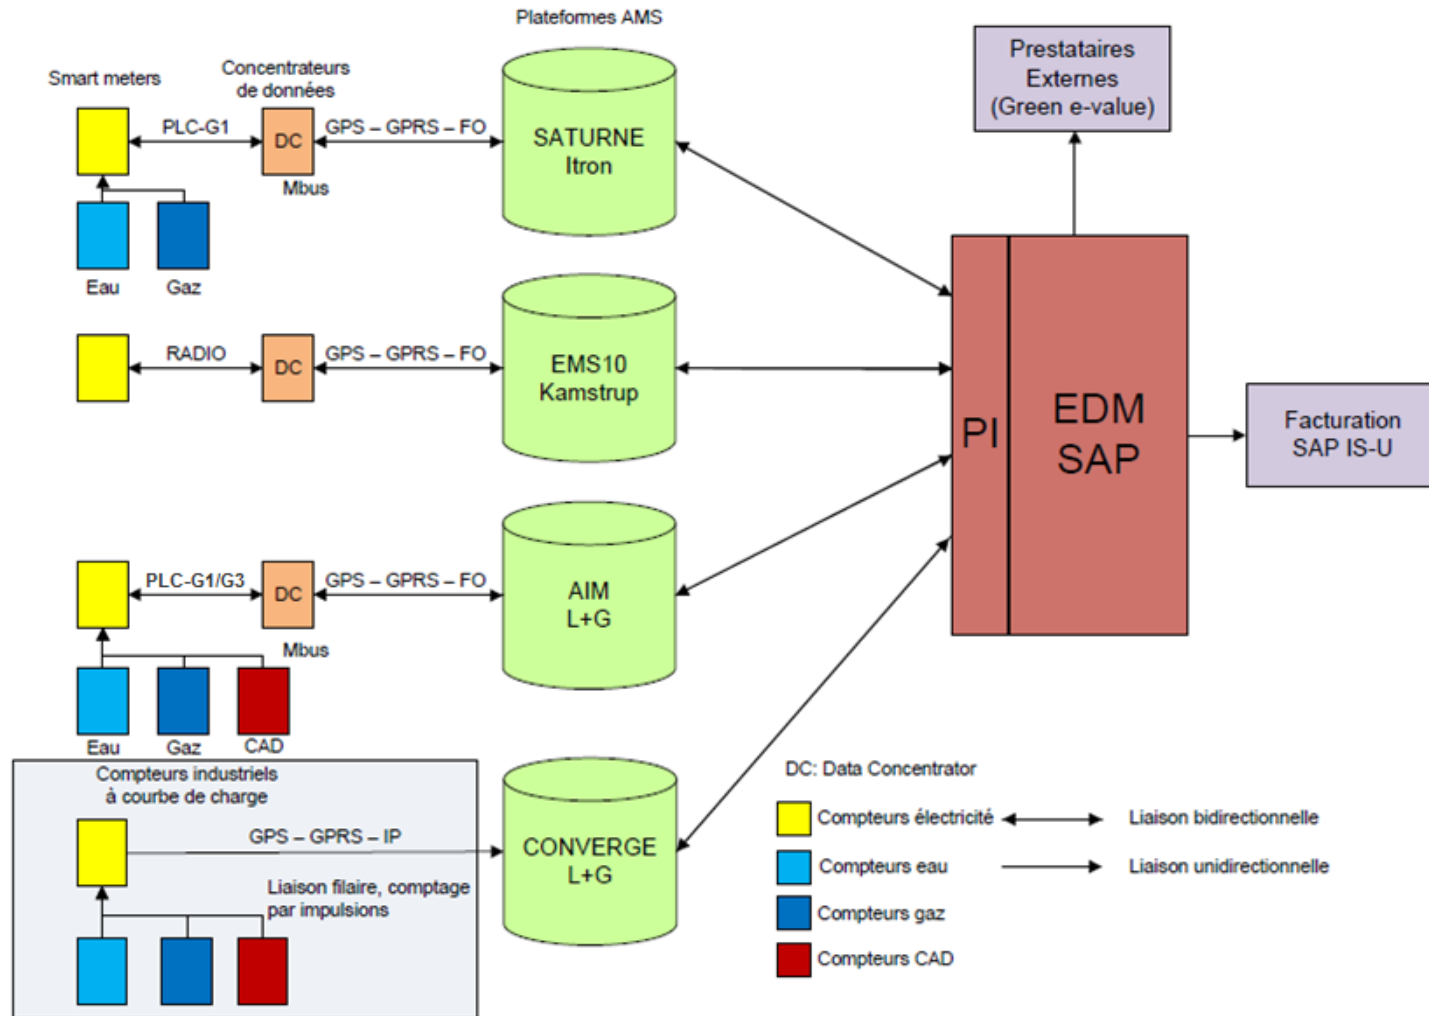 Plateformes AMS
Smart meters
Concentrateurs
de données
PLC-G1
DC
GPS – GPRS – FO
Mbus
SATURNE
Itron
Eau
Gaz
Prestataires
Externes
(Green e-value)
RADIO
DC
GPS – GPRS – FO
EMS10
Kamstrup
PI
EDM
SAP
Facturation
SAP IS-U
PLC-G1/G3
DC
GPS – GPRS – FO
Mbus
AIM
L+G
Eau
Gaz
CAD
Compteurs industriels
à courbe de charge
GPS – GPRS – IP
Liaison filaire, comptage
par impulsions
CONVERGE
L+G
DC: Data Concentrator
Compteurs électricité
Liaison bidirectionnelle
Compteurs eau
Liaison unidirectionnelle
Compteurs gaz
Compteurs CAD